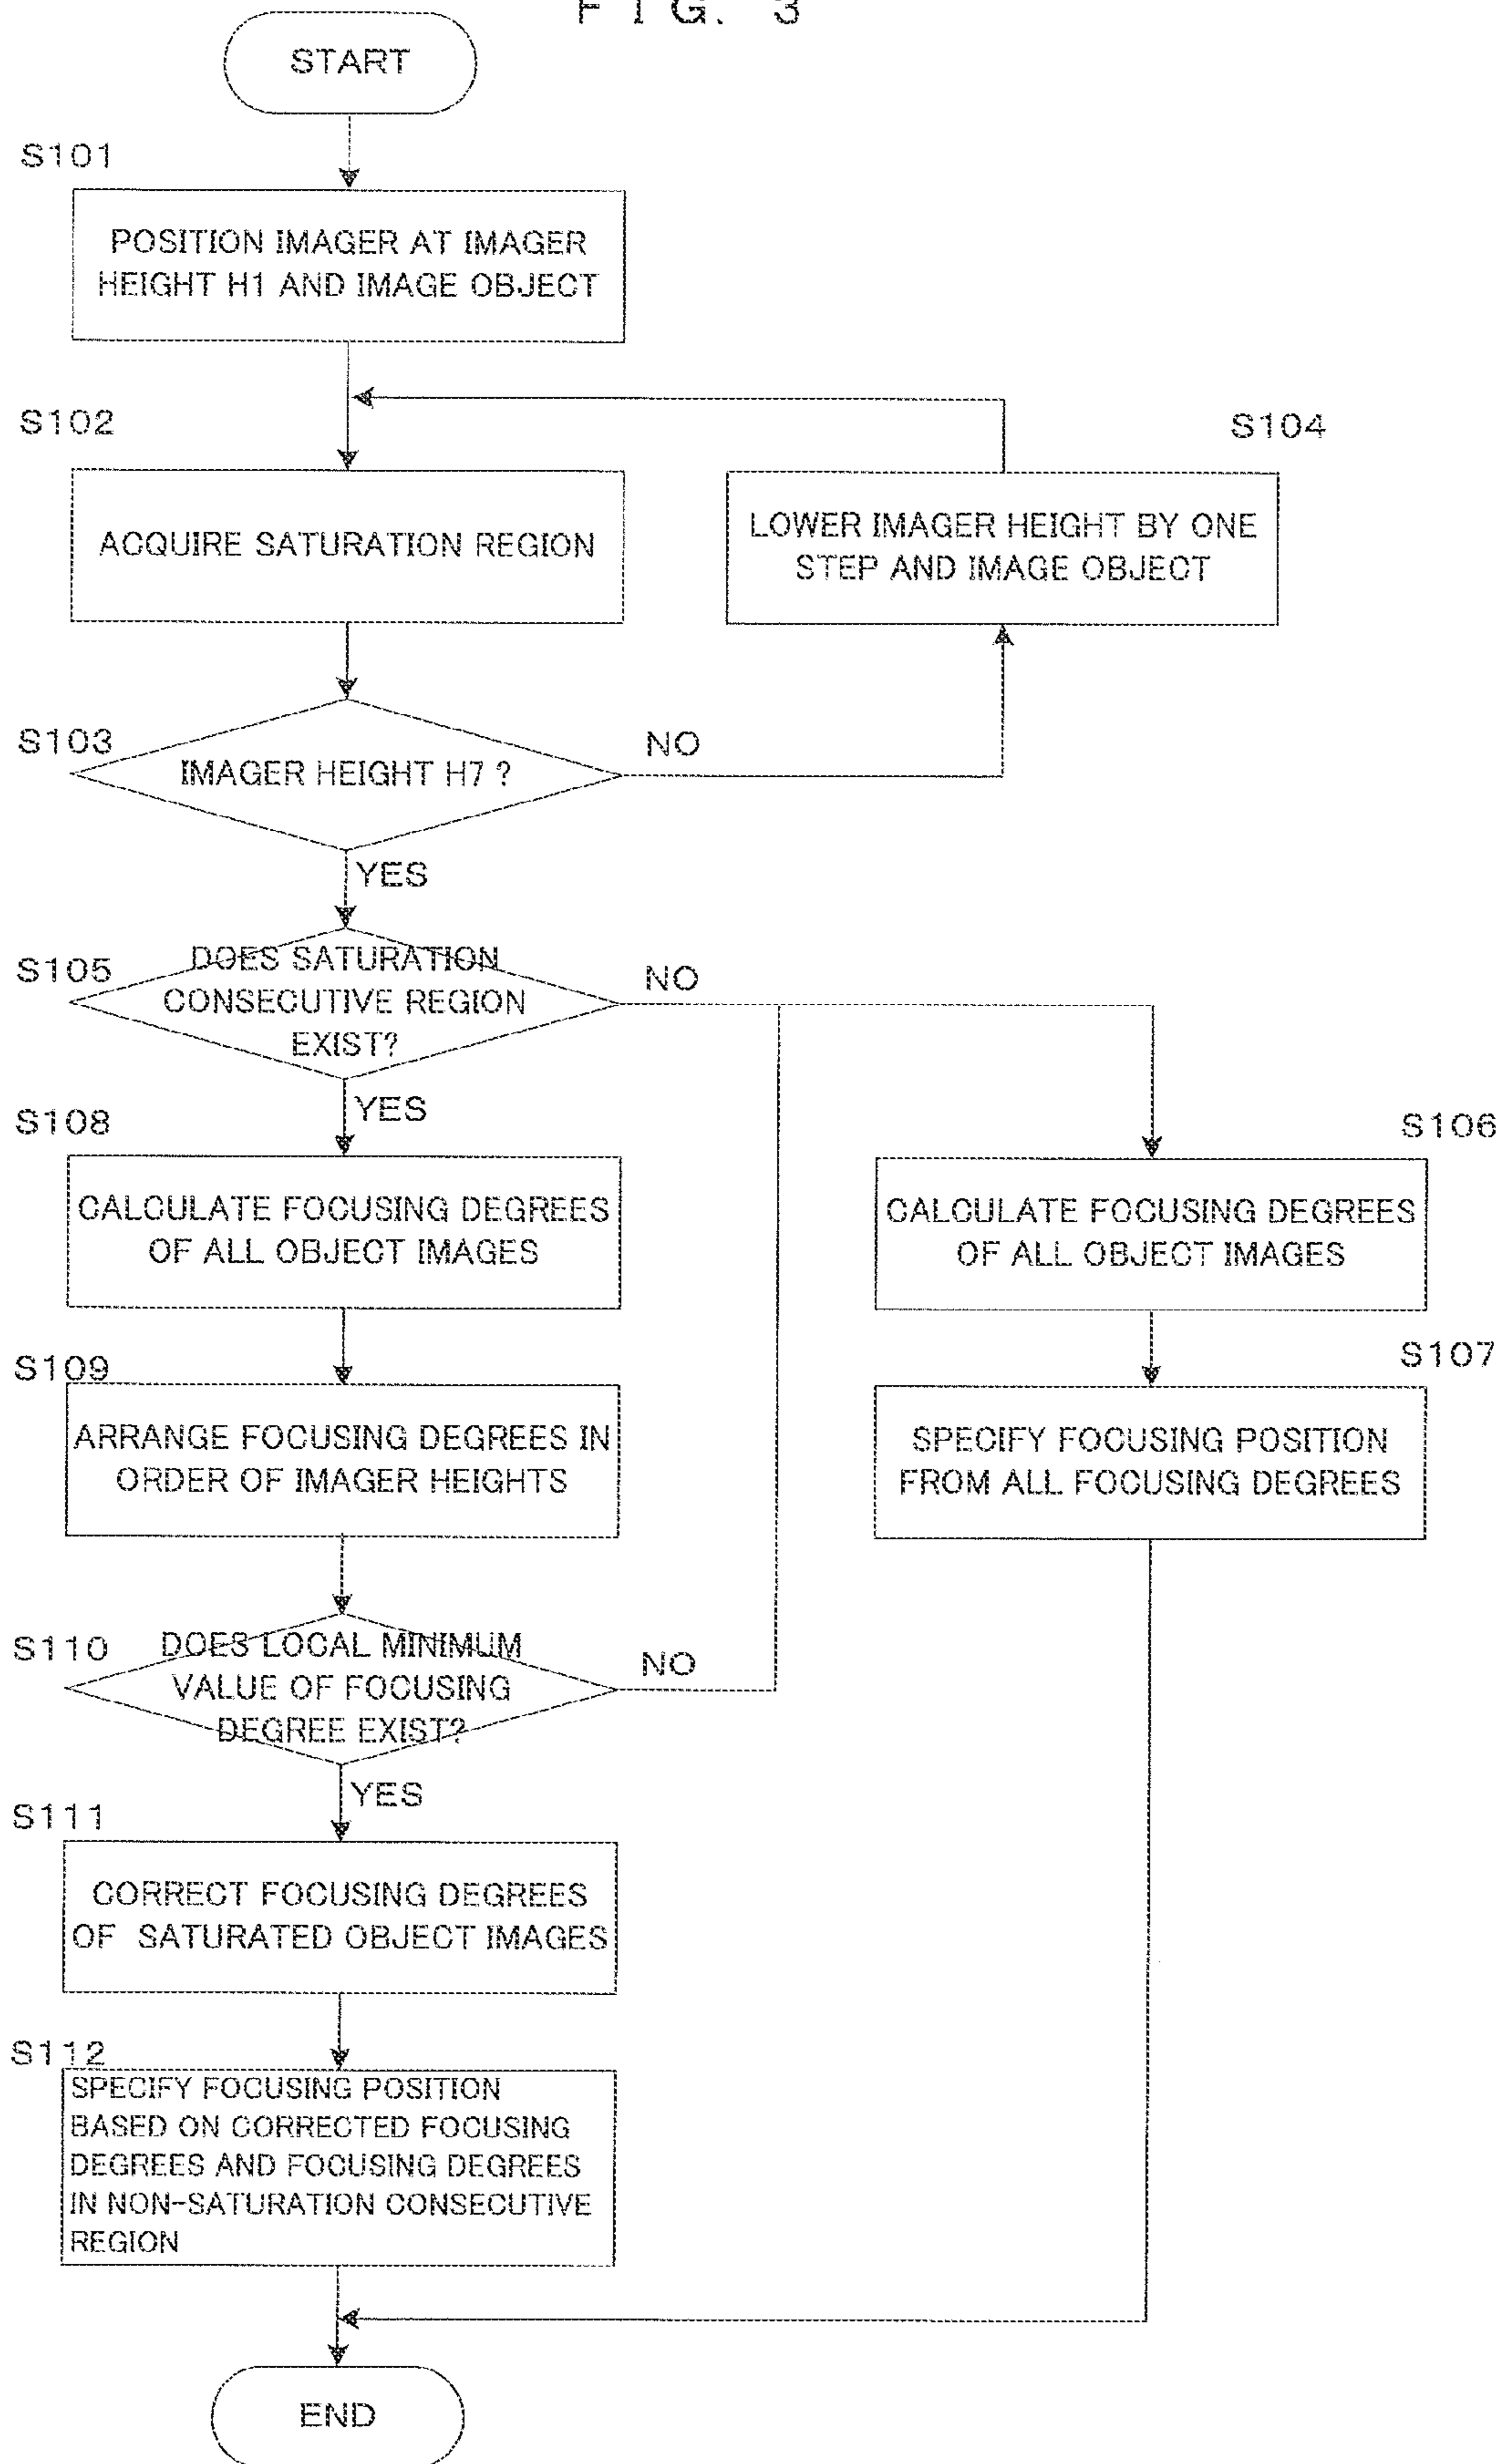 FIG. 3
START
S101
POSITION IMAGER AT IMAGER
HEIGHT H1 AND IMAGE OBJECT
S102
ACQUIRE SATURATION REGION
S104
LOWER IMAGER HEIGHT BY ONE
STEP AND IMAGE OBJECT
S103
IMAGER HEIGHT H7 ?
NO
YES
S105
DOES SATURATION
CONSECUTIVE REGION
EXIST?
NO
YES
S108
CALCULATE FOCUSING DEGREES
OF ALL OBJECT IMAGES
S106
CALCULATE FOCUSING DEGREES
OF ALL OBJECT IMAGES
S109
ARRANGE FOCUSING DEGREES IN
ORDER OF IMAGER HEIGHTS
S107
SPECIFY FOCUSING POSITION
FROM ALL FOCUSING DEGREES
S110
DOES LOCAL MINIMUM
VALUE OF FOCUSING
DEGREE EXIST?
NO
YES
S111
CORRECT FOCUSING DEGREES
OF SATURATED OBJECT IMAGES
S112
SPECIFY FOCUSING POSITION
BASED ON CORRECTED FOCUSING
DEGREES AND FOCUSING DEGREES
IN NON-SATURATION CONSECUTIVE
REGION
END